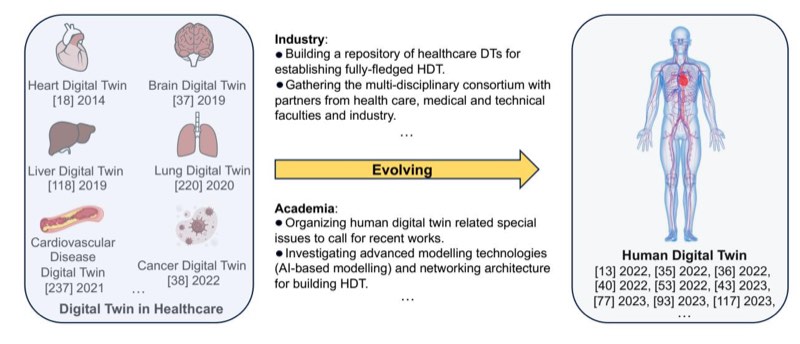 Heart Digital Twin
[18] 2014
Brain Digital Twin
[37] 2019
Liver Digital Twin
[118] 2019
Lung Digital Twin
[220] 2020
Cardiovascular
Disease
Digital Twin
[237] 2021
Cancer Digital Twin
[38] 2022
...
Digital Twin in Healthcare
Industry:
● Building a repository of healthcare DTs for
establishing fully-fledged HDT.
● Gathering the multi-disciplinary consortium with
partners from health care, medical and technical
faculties and industry.
...
Evolving
Academia:
● Organizing human digital twin related special
issues to call for recent works.
● Investigating advanced modelling technologies
(AI-based modelling) and networking architecture
for building HDT.
...
Human Digital Twin
[13] 2022, [35] 2022, [36] 2022,
[40] 2022, [53] 2022, [43] 2023,
[77] 2023, [93] 2023, [117] 2023,
...